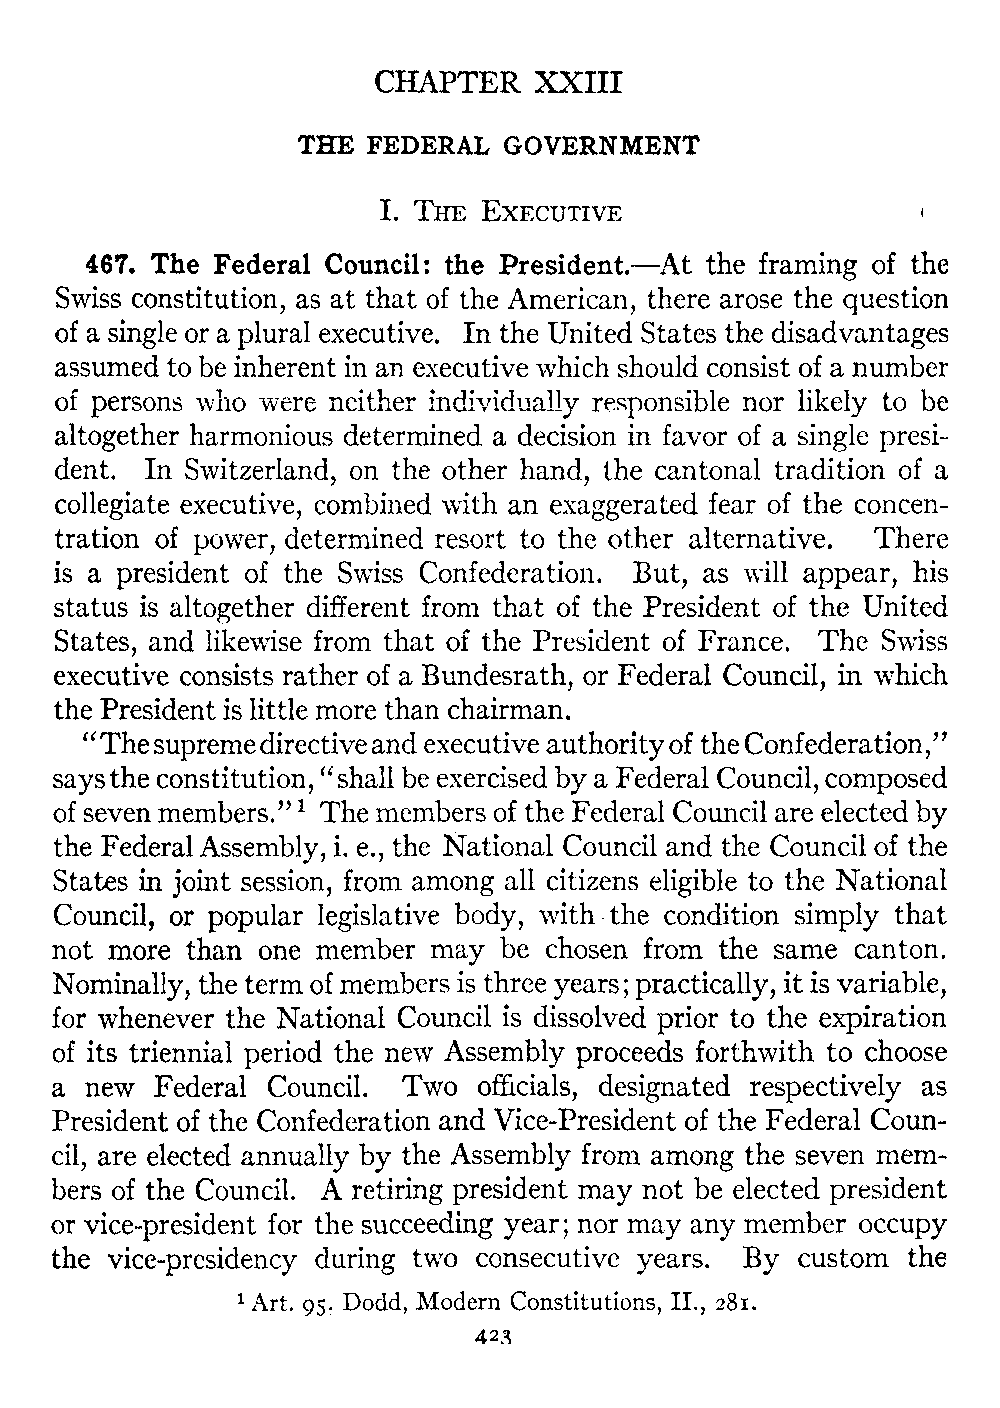 CHAPTER XXIII
THE FEDERAL GOVERNMENT
I. THE EXECUTIVE
467. The Federal Council: the President.—At the framing of the
Swiss constitution, as at that of the American, there arose the question
of a single or a plural executive. In the United States the disadvantages
assumed to be inherent in an executive which should consist of a number
of persons who were neither individually responsible nor likely to be
altogether harmonious determined a decision in favor of a single presi-
dent. In Switzerland, on the other hand, the cantonal tradition of a
collegiate executive, combined with an exaggerated fear of the concen-
tration of power, determined resort to the other alternative. There
is a president of the Swiss Confederation. But, as will appear, his
status is altogether different from that of the President of the United
States, and likewise from that of the President of France. The Swiss
executive consists rather of a Bundesrath, or Federal Council, in which
the President is little more than chairman.
"The supreme directive and executive authority of the Confederation,"
says the constitution, "shall be exercised by a Federal Council, composed
of seven members." ¹ The members of the Federal Council are elected by
the Federal Assembly, i. e., the National Council and the Council of the
States in joint session, from among all citizens eligible to the National
Council, or popular legislative body, with the condition simply that
not more than one member may be chosen from the same canton.
Nominally, the term of members is three years; practically, it is variable,
for whenever the National Council is dissolved prior to the expiration
of its triennial period the new Assembly proceeds forthwith to choose
a new Federal Council. Two officials, designated respectively as
President of the Confederation and Vice-President of the Federal Coun-
cil, are elected annually by the Assembly from among the seven mem-
bers of the Council. A retiring president may not be elected president
or vice-president for the succeeding year; nor may any member occupy
the vice-presidency during two consecutive years. By custom the
¹ Art. 95. Dodd, Modern Constitutions, II., 281.
423